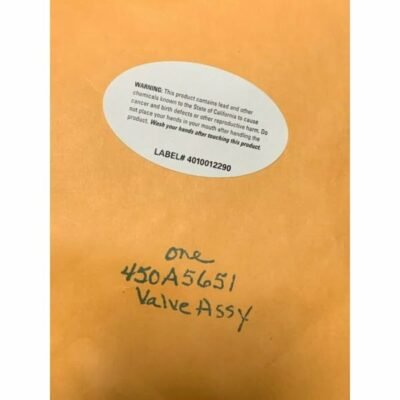 WARNING: This product contains lead and other
chemicals known to the State of California to cause
cancer and birth defects or other reproductive harm. Do
not place your hands in your mouth after handling the
product. Wash your hands after touching this product.
LABEL# 4010012290
one
450A5651
Valve Assy